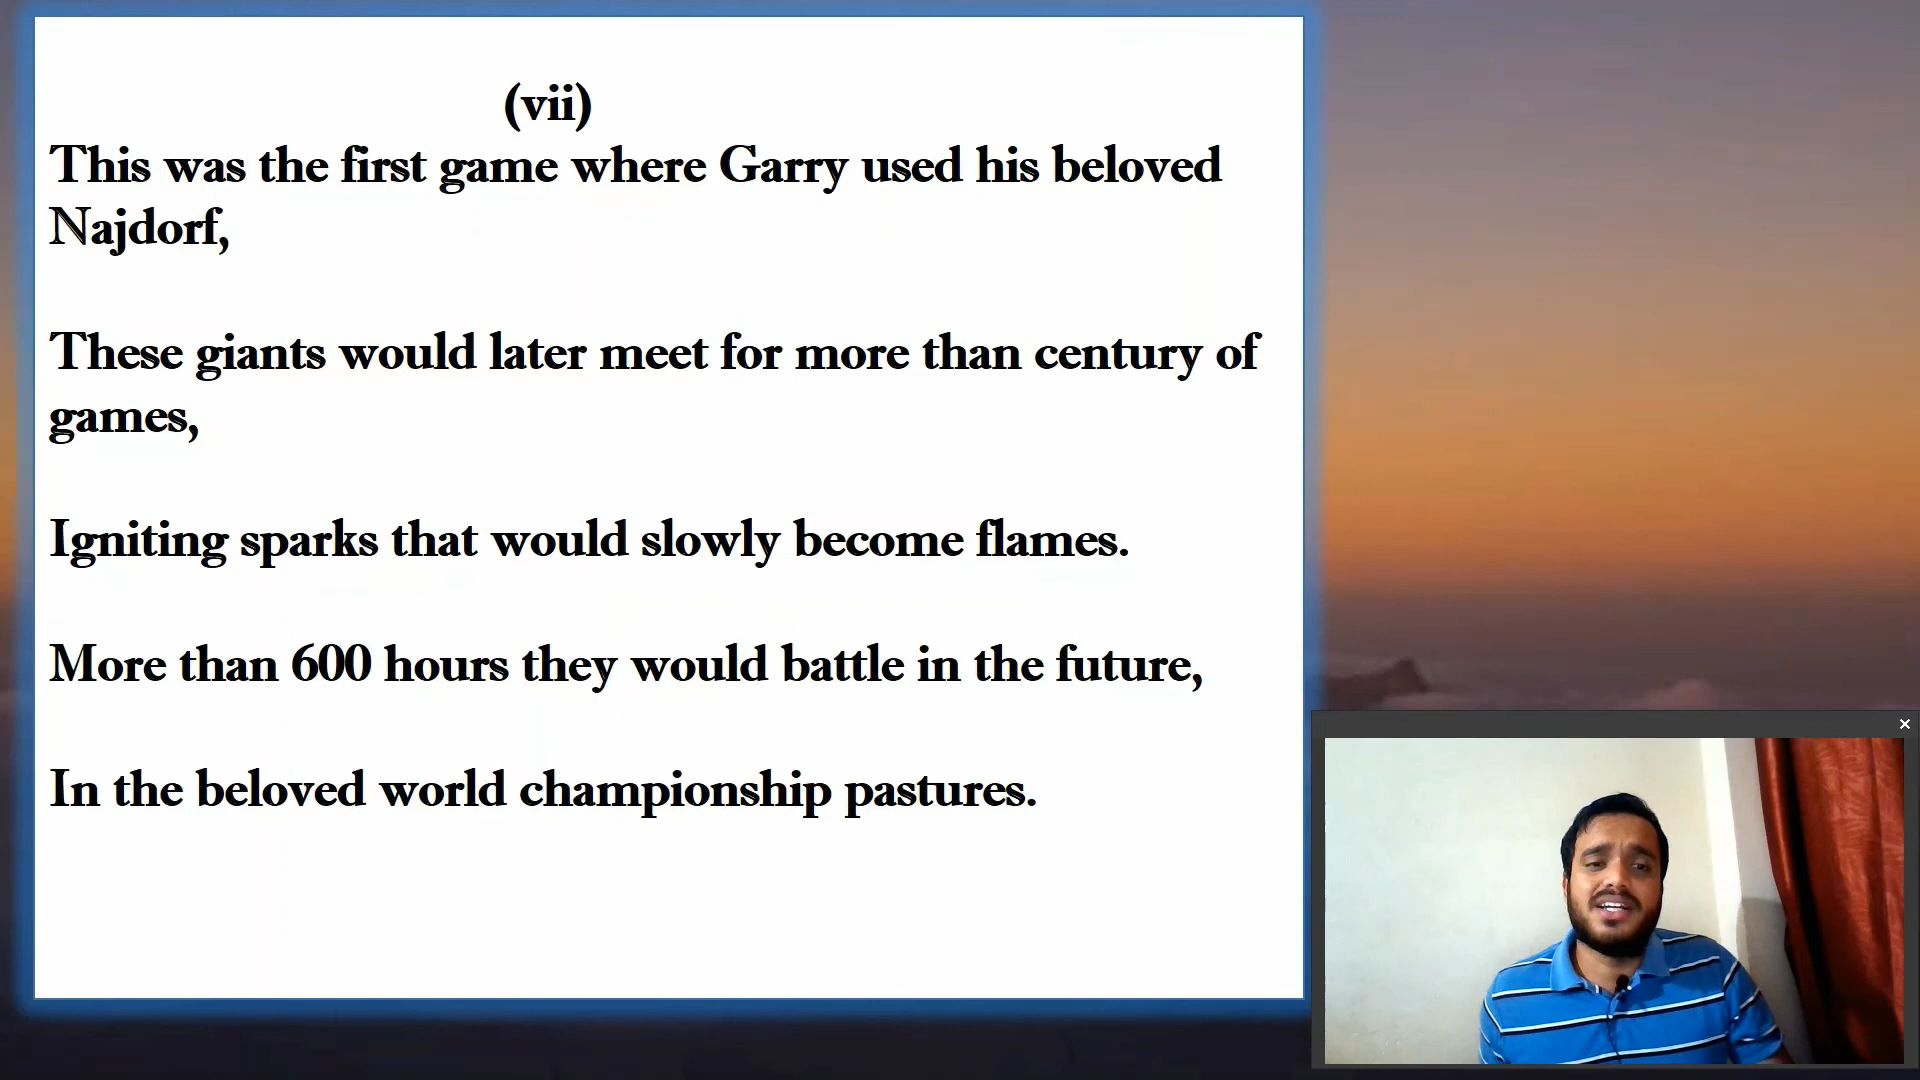 (vii)
This was the first game where Garry used his beloved
Najdorf,
These giants would later meet for more than century of
games,
Igniting sparks that would slowly become flames.
More than 600 hours they would battle in the future,
In the beloved world championship pastures.